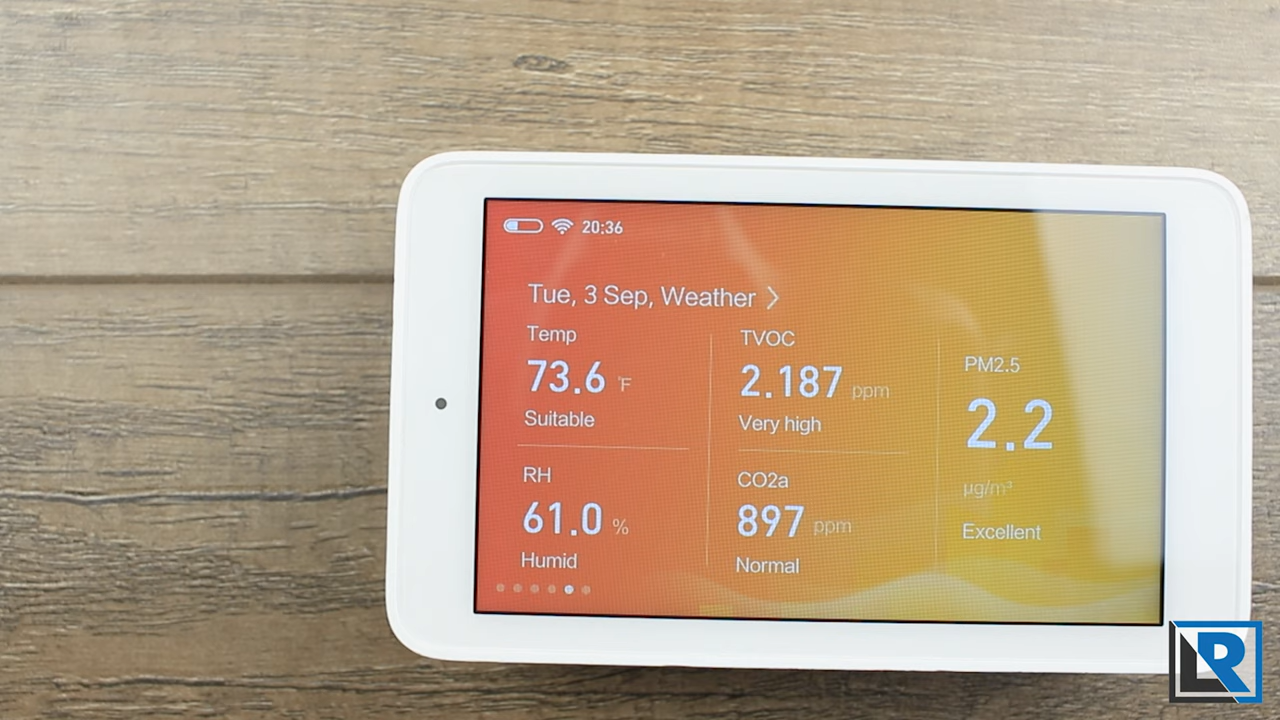 20:36
Tue, 3 Sep, Weather
Temp
73.6 °F
Suitable
RH
61.0 %
Humid
TVOC
2.187 ppm
Very high
CO2a
897 ppm
Normal
PM2.5
2.2
µg/m³
Excellent
LR